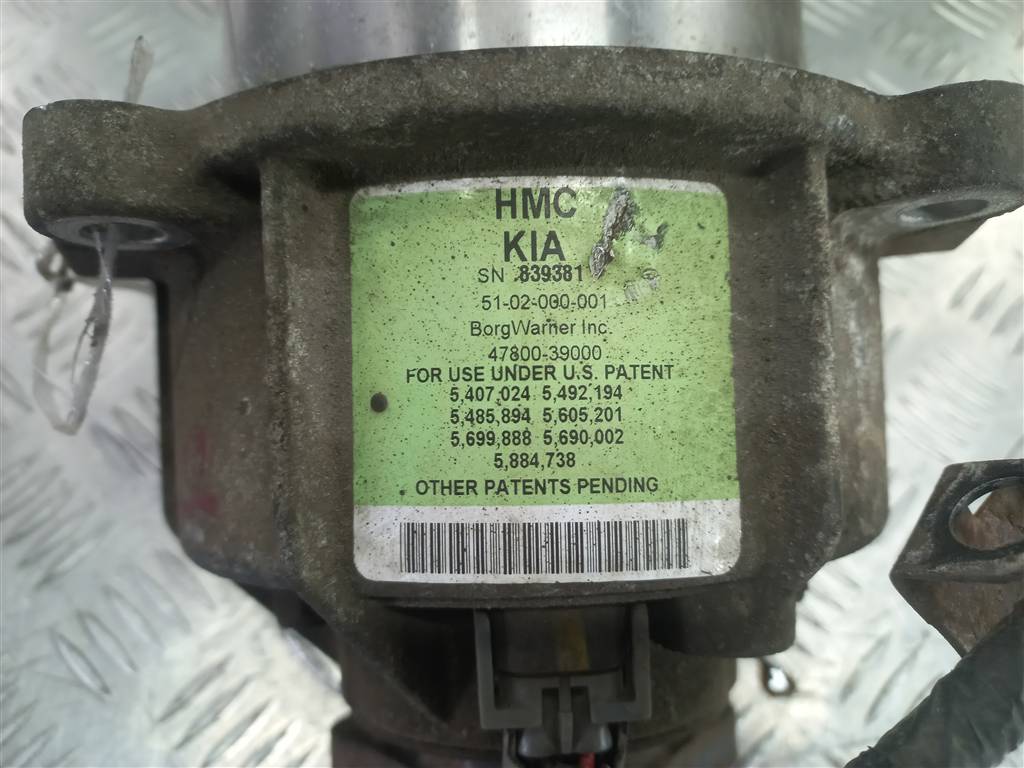 HMC
KIA
SN 839381
51-02-000-001
BorgWarner Inc.
47800-39000
FOR USE UNDER U.S. PATENT
5,407,024 5,492,194
5,485,894 5,605,201
5,699,888 5,690,002
5,884,738
OTHER PATENTS PENDING